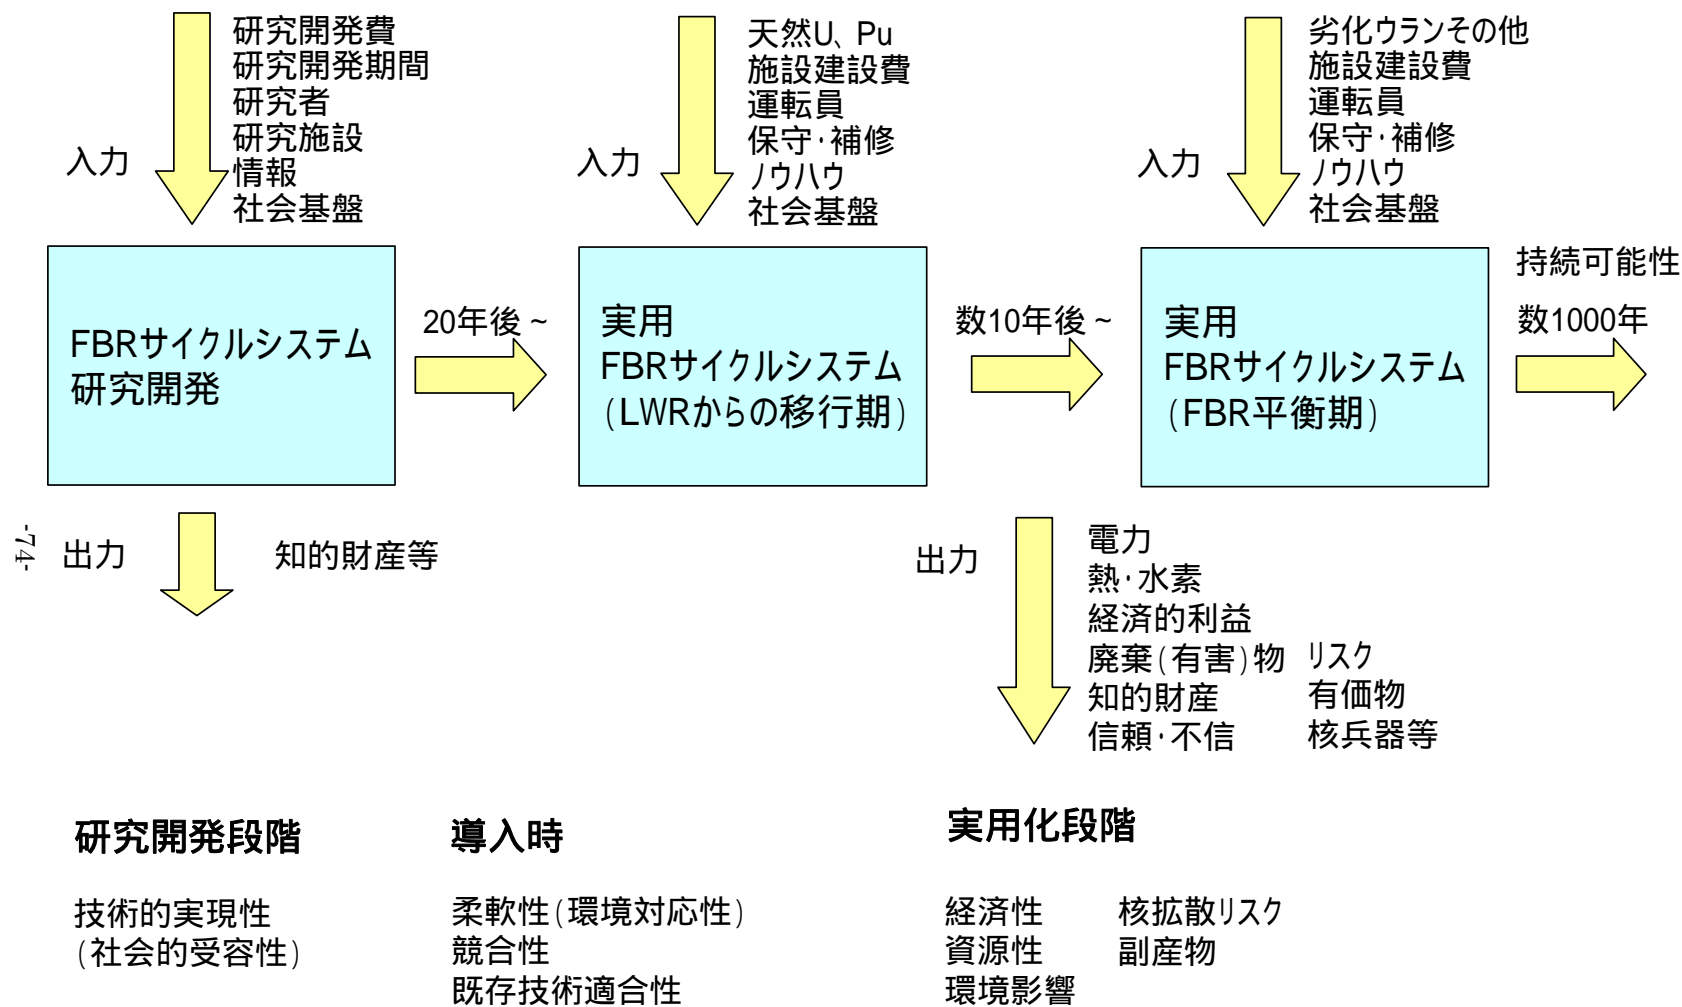 入力
研究開発費
研究開発期間
研究者
研究施設
情報
社会基盤
入力
天然U、Pu
施設建設費
運転員
保守・補修
ノウハウ
社会基盤
入力
劣化ウランその他
施設建設費
運転員
保守・補修
ノウハウ
社会基盤
FBRサイクルシステム
研究開発
20年後~
実用
FBRサイクルシステム
(LWRからの移行期)
数10年後~
実用
FBRサイクルシステム
(FBR平衡期)
持続可能性
数1000年
-74-
出力
知的財産等
出力
電力
熱・水素
経済的利益
廃棄(有害)物
知的財産
信頼・不信
リスク
有価物
核兵器等
研究開発段階
技術的実現性
(社会的受容性)
導入時
柔軟性(環境対応性)
競合性
既存技術適合性
実用化段階
経済性
資源性
環境影響
核拡散リスク
副産物